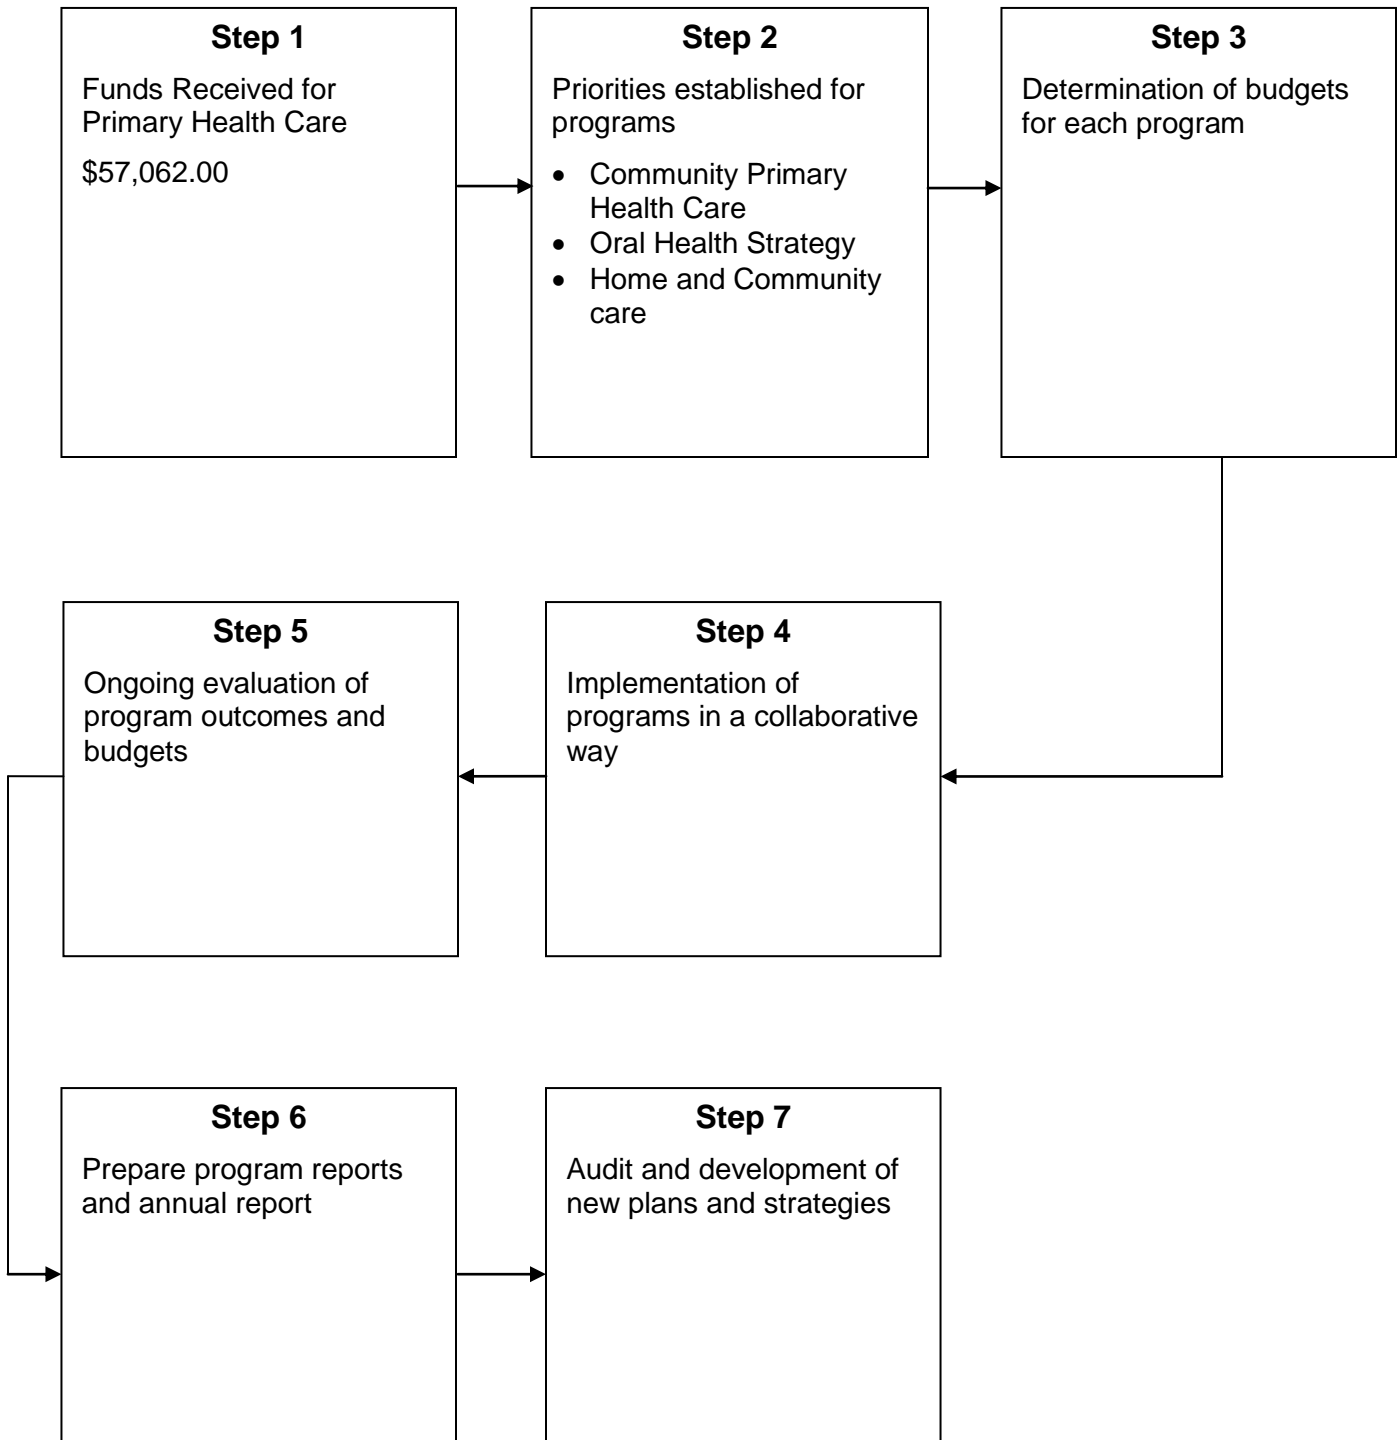 Step 1
Funds Received for
Primary Health Care
$57,062.00
Step 2
Priorities established for
programs
• Community Primary
Health Care
• Oral Health Strategy
• Home and Community
care
Step 3
Determination of budgets
for each program
Step 4
Implementation of
programs in a collaborative
way
Step 5
Ongoing evaluation of
program outcomes and
budgets
Step 6
Prepare program reports
and annual report
Step 7
Audit and development of
new plans and strategies